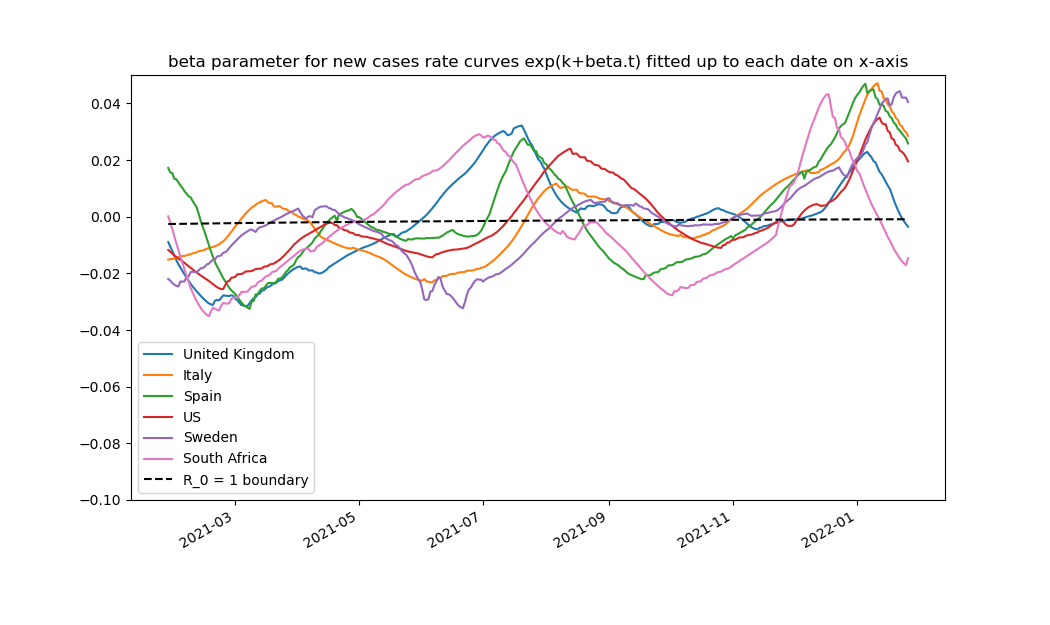 beta parameter for new cases rate curves exp(k+beta.t) fitted up to each date on x-axis
0.04
0.02
0.00
−0.02
−0.04
−0.06
−0.08
−0.10
United Kingdom
Italy
Spain
US
Sweden
South Africa
R_0 = 1 boundary
2021-03
2021-05
2021-07
2021-09
2021-11
2022-01